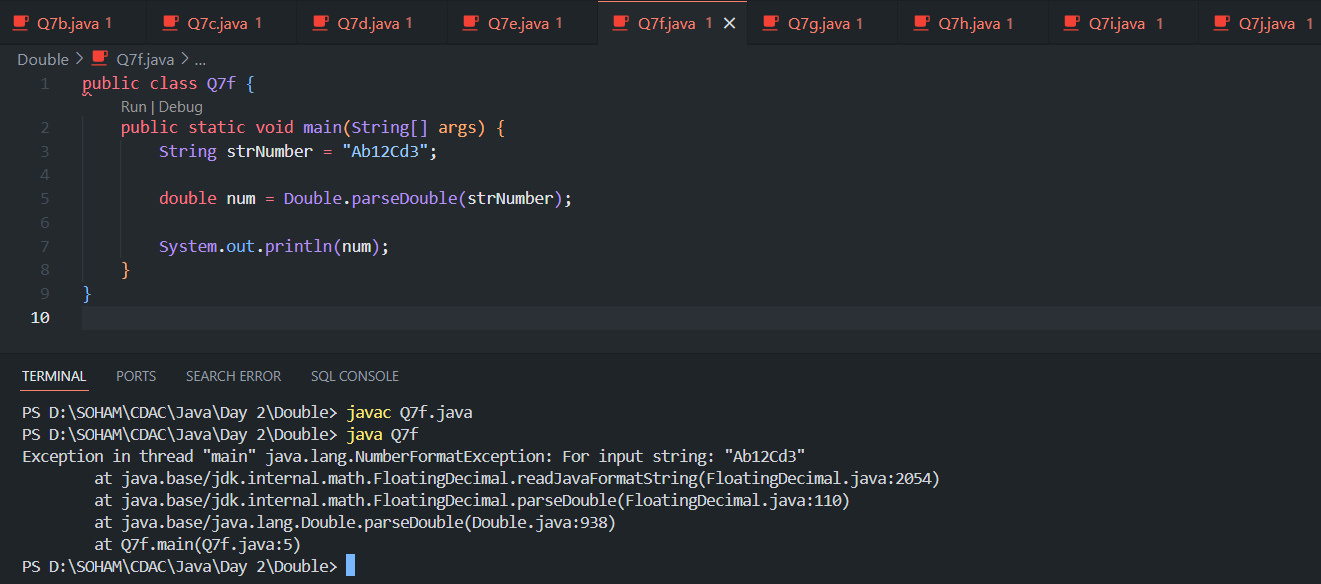 Q7b.java 1 Q7c.java 1 Q7d.java 1 Q7e.java 1 Q7f.java 1 Q7g.java 1 Q7h.java 1 Q7i.java 1 Q7j.java 1
Double > Q7f.java > ...
1 public class Q7f {
Run | Debug
2 public static void main(String[] args) {
3 String strNumber = "Ab12Cd3";
4
5 double num = Double.parseDouble(strNumber);
6
7 System.out.println(num);
8 }
9 }
10
TERMINAL PORTS SEARCH ERROR SQL CONSOLE
PS D:\SOHAM\CDAC\Java\Day 2\Double> javac Q7f.java
PS D:\SOHAM\CDAC\Java\Day 2\Double> java Q7f
Exception in thread "main" java.lang.NumberFormatException: For input string: "Ab12Cd3"
at java.base/jdk.internal.math.FloatingDecimal.readJavaFormatString(FloatingDecimal.java:2054)
at java.base/jdk.internal.math.FloatingDecimal.parseDouble(FloatingDecimal.java:110)
at java.base/java.lang.Double.parseDouble(Double.java:938)
at Q7f.main(Q7f.java:5)
PS D:\SOHAM\CDAC\Java\Day 2\Double>